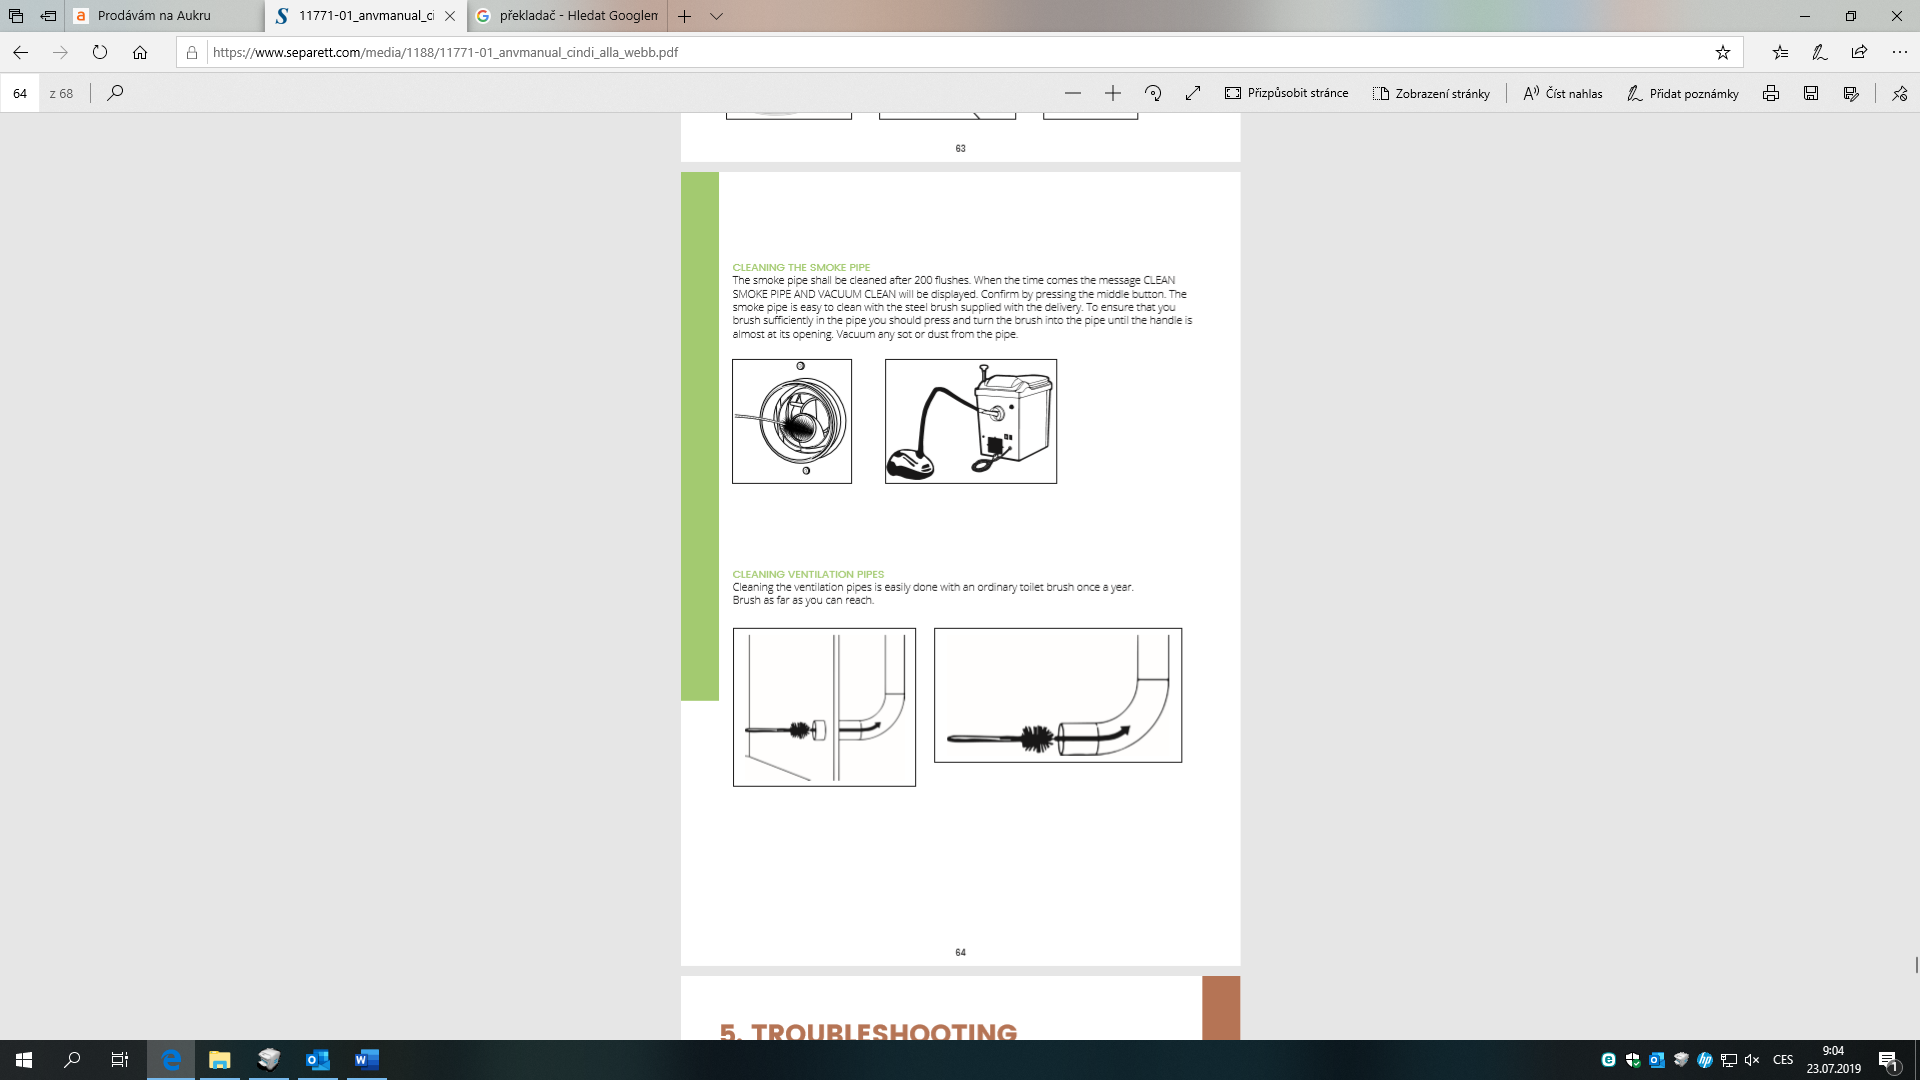 Prodávám na Aukru
11771-01_anvmanual_ci
překladač - Hledat Googlem
https://www.separett.com/media/1188/11771-01_anvmanual_cindi_alla_webb.pdf
64 z 68
Přizpůsobit stránce
Zobrazení stránky
Číst nahlas
Přidat poznámky
63
CLEANING THE SMOKE PIPE
The smoke pipe shall be cleaned after 200 flushes. When the time comes the message CLEAN
SMOKE PIPE AND VACUUM CLEAN will be displayed. Confirm by pressing the middle button. The
smoke pipe is easy to clean with the steel brush supplied with the delivery. To ensure that you
brush sufficiently in the pipe you should press and turn the brush into the pipe until the handle is
almost at its opening. Vacuum any sot or dust from the pipe.
CLEANING VENTILATION PIPES
Cleaning the ventilation pipes is easily done with an ordinary toilet brush once a year.
Brush as far as you can reach.
64
5. TROUBLESHOOTING
CES
9:04
23.07.2019
1